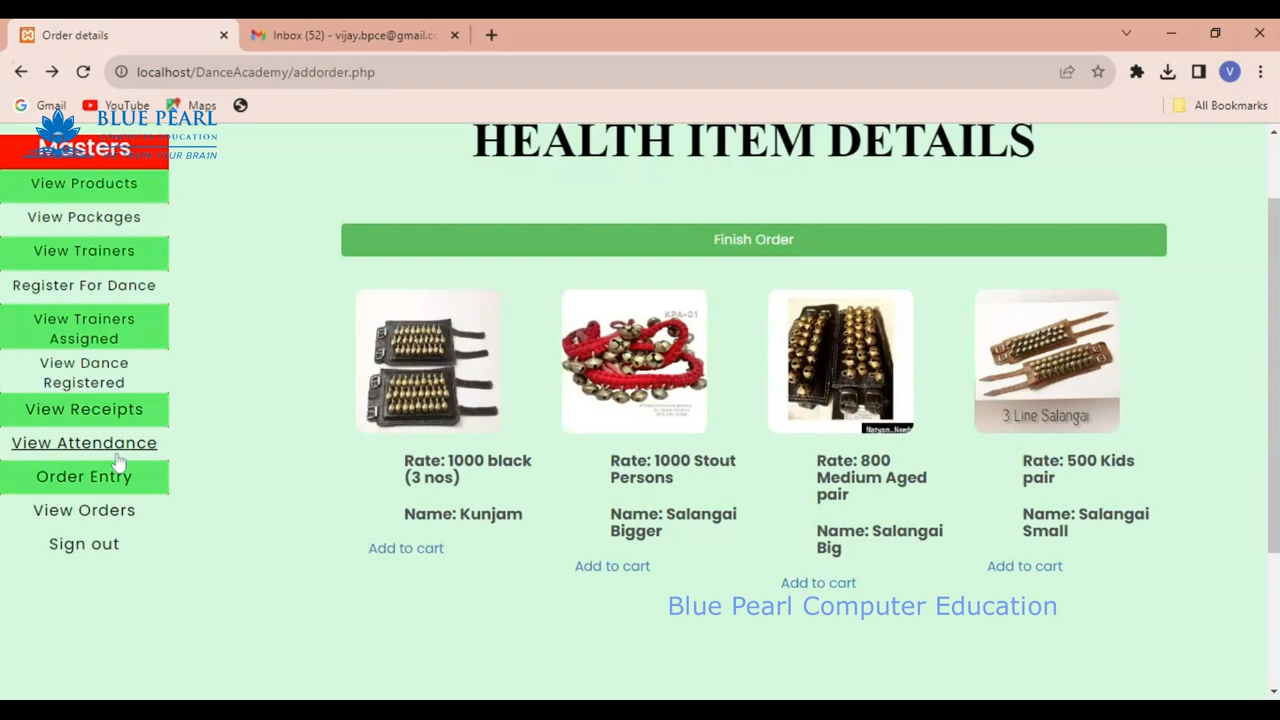 Order details
Inbox (52) - vijay.bpce@gmail.co
localhost/DanceAcademy/addorder.php
V
Gmail
YouTube
Maps
All Bookmarks
BLUE PEARL
Masters
View Products
View Packages
View Trainers
Register For Dance
View Trainers
Assigned
View Dance
Registered
View Receipts
View Attendance
Order Entry
View Orders
Sign out
HEALTH ITEM DETAILS
Finish Order
KPA-01
3 Line Salangai
Rate: 1000 black
(3 nos)
Name: Kunjam
Add to cart
Rate: 1000 Stout
Persons
Name: Salangai
Bigger
Add to cart
Rate: 800
Medium Aged
pair
Name: Salangai
Big
Add to cart
Rate: 500 Kids
pair
Name: Salangai
Small
Add to cart
Blue Pearl Computer Education